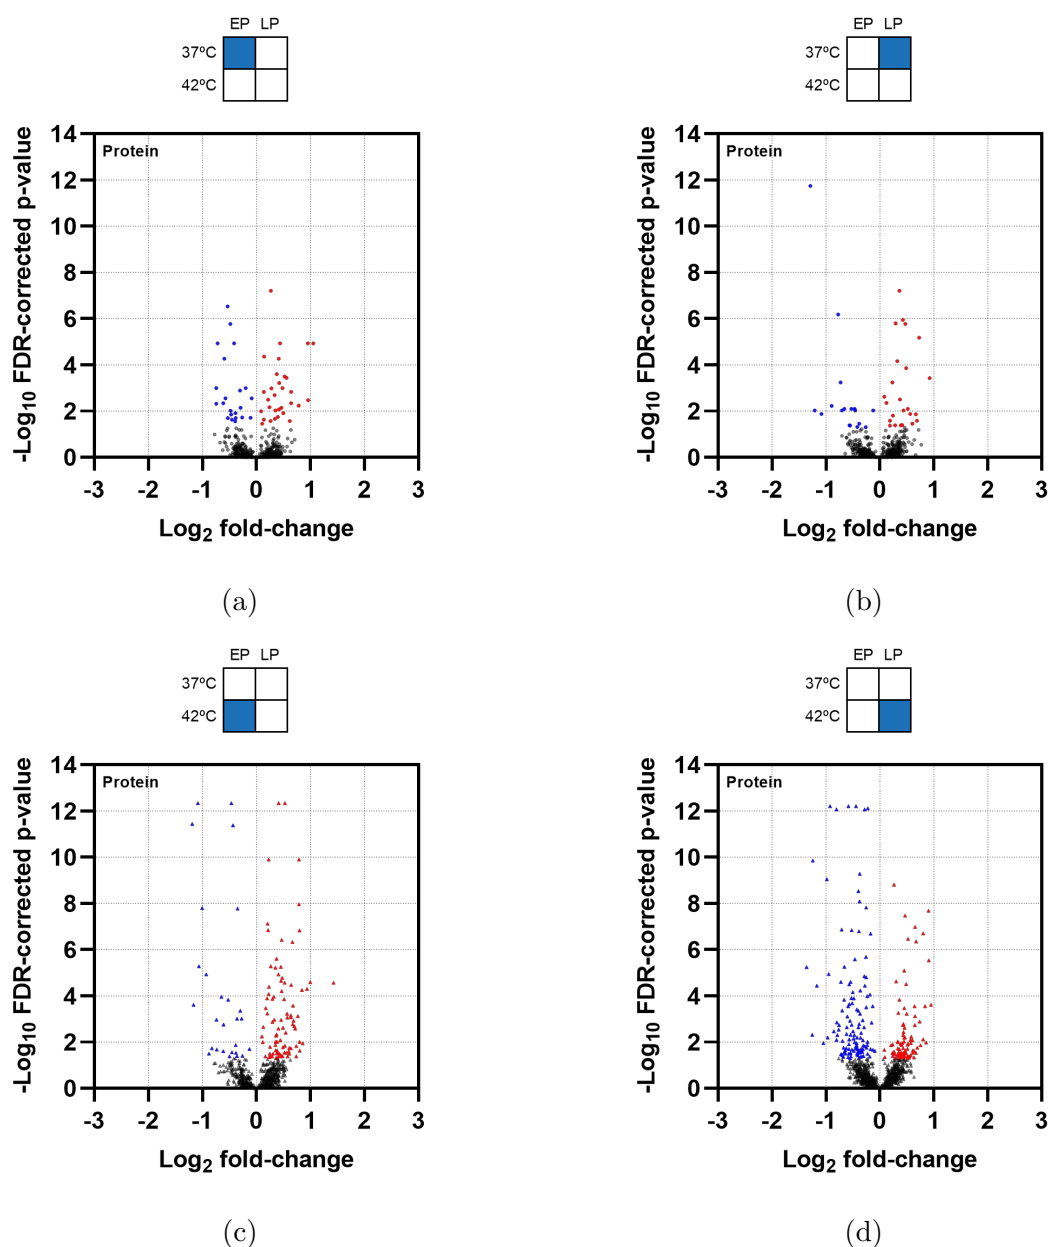 EP LP
37ºC
42ºC
14
12
10
8
6
4
2
0
-3 -2 -1 0 1 2 3
Protein
-Log10 FDR-corrected p-value
Log2 fold-change
(a)
EP LP
37ºC
42ºC
14
12
10
8
6
4
2
0
-3 -2 -1 0 1 2 3
Protein
-Log10 FDR-corrected p-value
Log2 fold-change
(b)
EP LP
37ºC
42ºC
14
12
10
8
6
4
2
0
-3 -2 -1 0 1 2 3
Protein
-Log10 FDR-corrected p-value
Log2 fold-change
(c)
EP LP
37ºC
42ºC
14
12
10
8
6
4
2
0
-3 -2 -1 0 1 2 3
Protein
-Log10 FDR-corrected p-value
Log2 fold-change
(d)